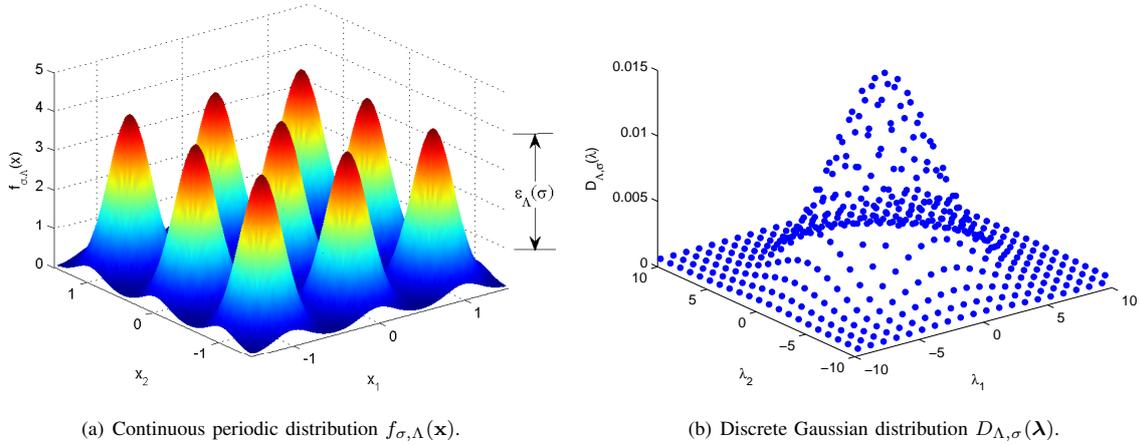 5
4
3
2
1
0
f_{σ,Λ}(x)
1
0
-1
x_2
-1
0
1
x_1
ε_Λ(σ)
0.015
0.01
0.005
0
D_{Λ,σ}(λ)
10
5
0
−5
−10
λ_2
−10
−5
0
5
10
λ_1
(a) Continuous periodic distribution f_{σ,Λ}(x).
(b) Discrete Gaussian distribution D_{Λ,σ}(λ).